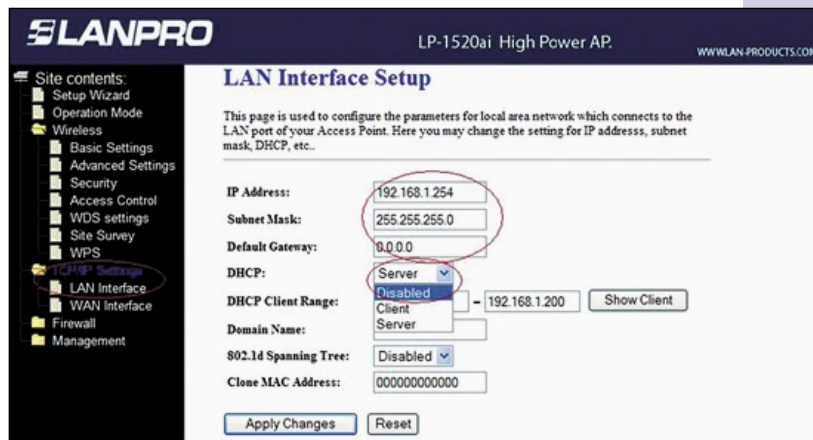 LANPRO
LP-1520ai High Power AP.
WWW.LAN-PRODUCTS.COM
Site contents:
Setup Wizard
Operation Mode
Wireless
Basic Settings
Advanced Settings
Security
Access Control
WDS settings
Site Survey
WPS
TCP/IP Settings
LAN Interface
WAN Interface
Firewall
Management
LAN Interface Setup
This page is used to configure the parameters for local area network which connects to the
LAN port of your Access Point. Here you may change the setting for IP addresss, subnet
mask, DHCP, etc..
IP Address: 192.168.1.254
Subnet Mask: 255.255.255.0
Default Gateway: 0.0.0.0
DHCP: Server
Disabled
Client
Server
DHCP Client Range: - 192.168.1.200 Show Client
Domain Name:
802.1d Spanning Tree: Disabled
Clone MAC Address: 000000000000
Apply Changes Reset